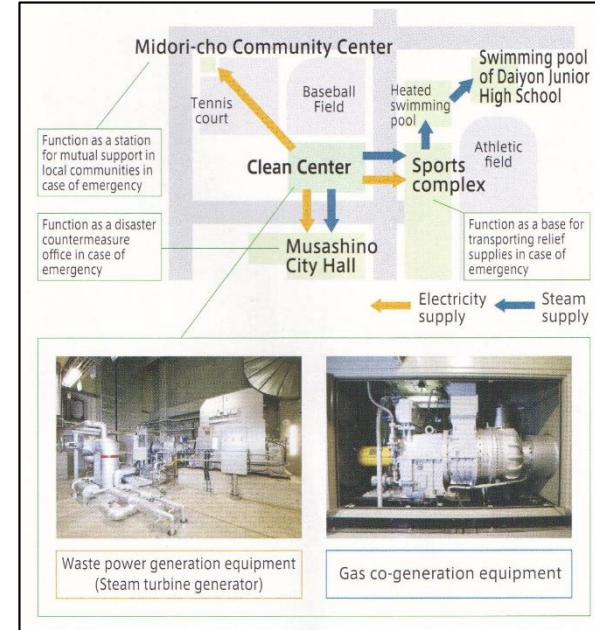 Midori-cho Community Center
Swimming pool
of Daiyon Junior
High School
Tennis
court
Baseball
Field
Heated
swimming
pool
Athletic
field
Function as a station
for mutual support in
local communities in
case of emergency
Clean Center
Sports
complex
Function as a disaster
countermeasure
office in case of
emergency
Musashino
City Hall
Function as a base for
transporting relief
supplies in case of
emergency
Electricity
supply
Steam
supply
Waste power generation equipment
(Steam turbine generator)
Gas co-generation equipment